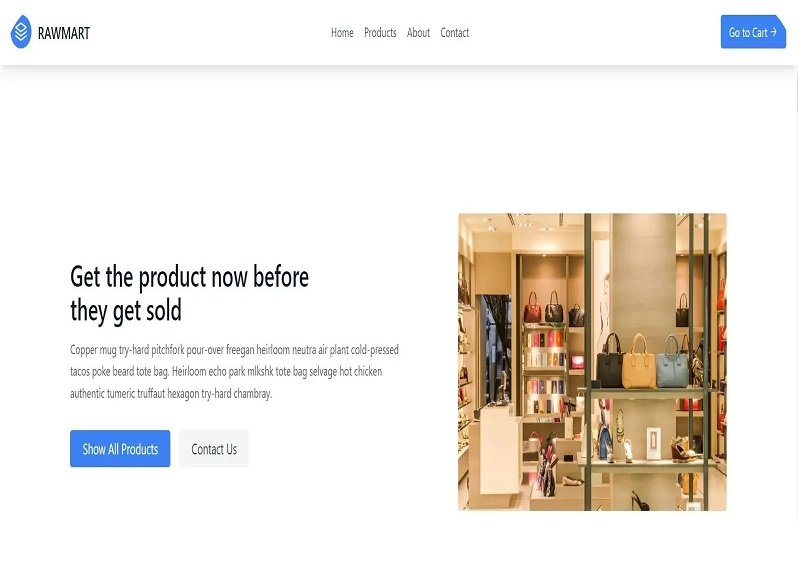 RAWMART
Home Products About Contact
Go to Cart →
Get the product now before
they get sold
Copper mug try-hard pitchfork pour-over freegan heirloom neutra air plant cold-pressed
tacos poke beard tote bag. Heirloom echo park mlkshk tote bag selvage hot chicken
authentic tumeric truffaut hexagon try-hard chambray.
Show All Products
Contact Us